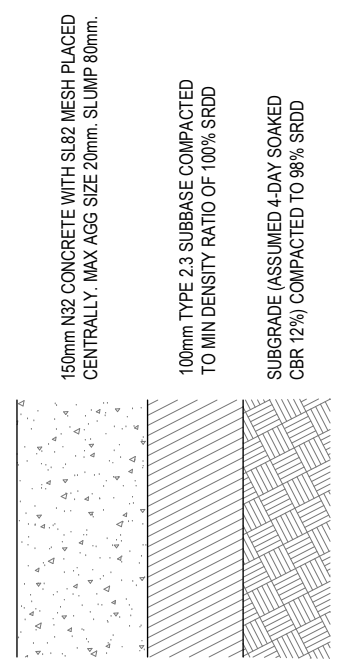 150mm N32 CONCRETE WITH SL82 MESH PLACED
CENTRALLY. MAX AGG SIZE 20mm. SLUMP 80mm.
100mm TYPE 2.3 SUBBASE COMPACTED
TO MIN DENSITY RATIO OF 100% SRDD
SUBGRADE (ASSUMED 4-DAY SOAKED
CBR 12%) COMPACTED TO 98% SRDD